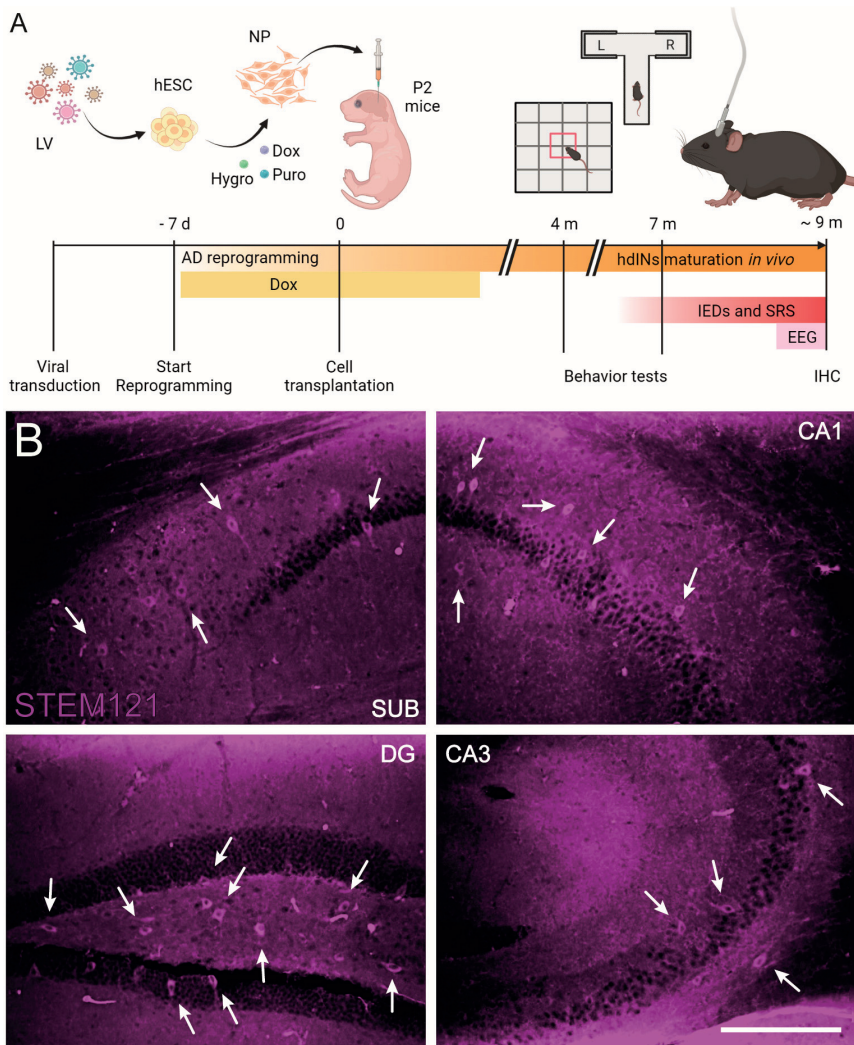 A
LV
hESC
NP
Hygro
Dox
Puro
P2
mice
L
R
- 7 d
0
4 m
7 m
~ 9 m
AD reprogramming
hdINs maturation in vivo
Dox
IEDs and SRS
EEG
Viral
transduction
Start
Reprogramming
Cell
transplantation
Behavior tests
IHC
B
STEM121
SUB
CA1
DG
CA3